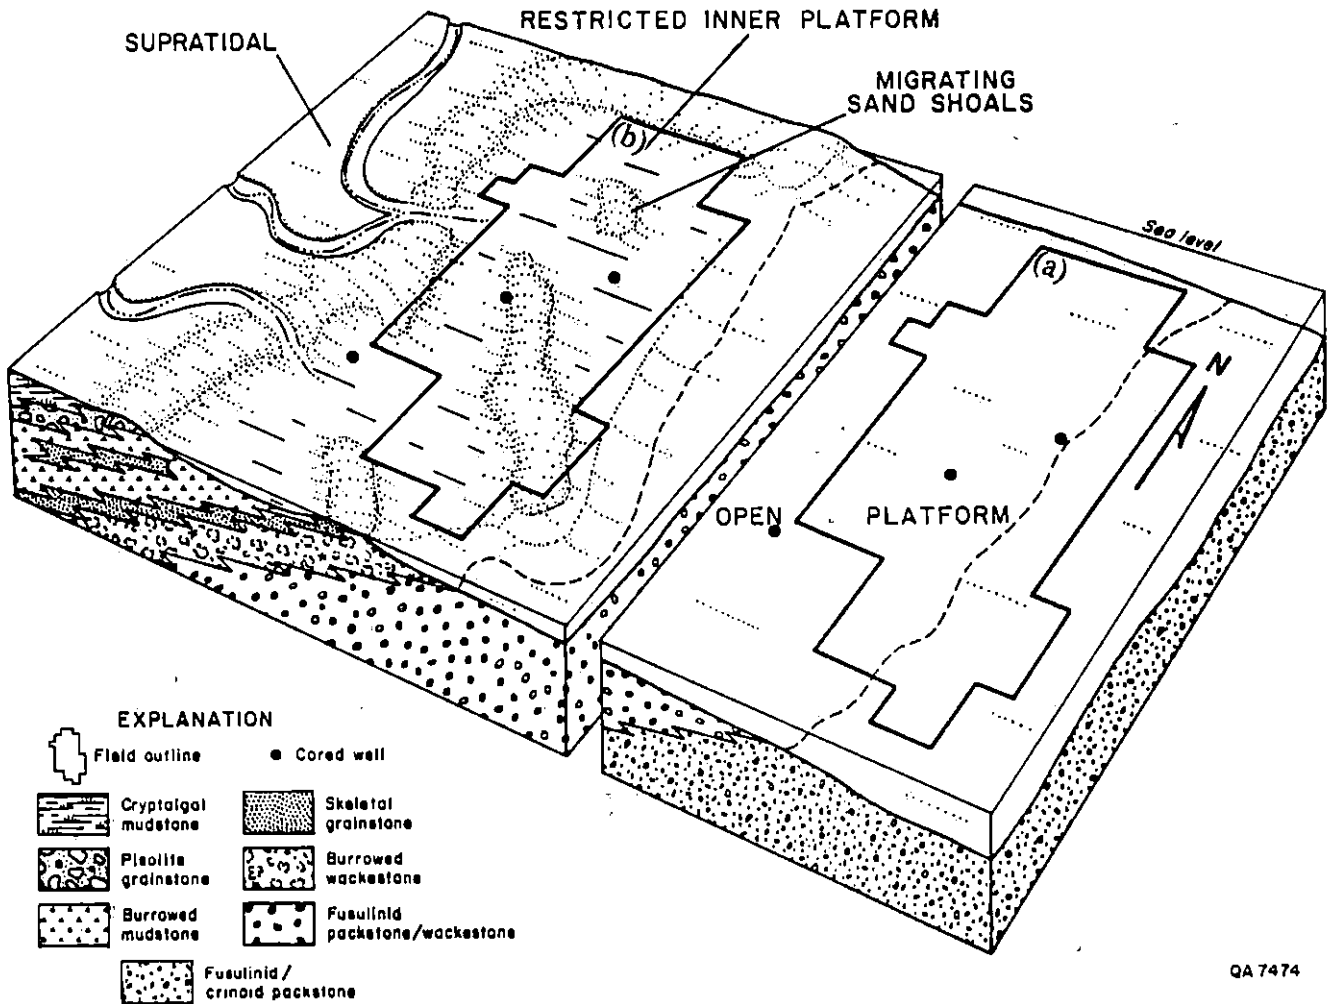 RESTRICTED INNER PLATFORM
SUPRATIDAL
MIGRATING
SAND SHOALS
(b)
Sea level
(a)
N
OPEN PLATFORM
EXPLANATION
Field outline
Cored well
Cryptalgal
mudstone
Skeletal
grainstone
Pisolite
grainstone
Burrowed
wackestone
Burrowed
mudstone
Fusulinid
packstone/wackestone
Fusulinid/
crinoid packstone
QA 7474